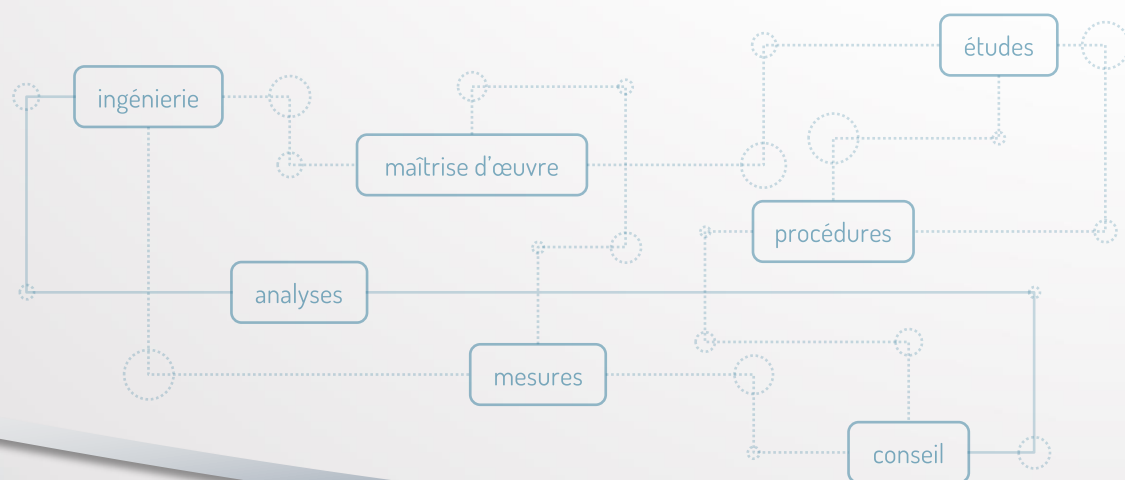 études
ingénierie
maîtrise d’œuvre
procédures
analyses
mesures
conseil